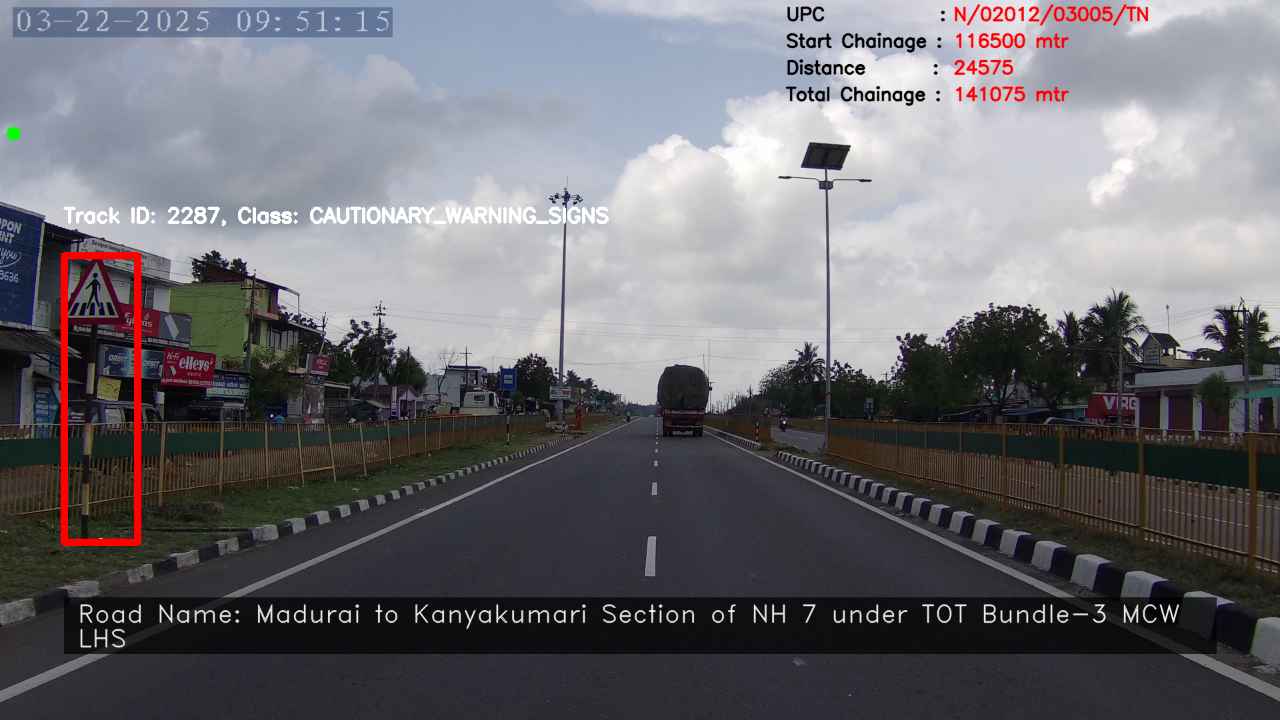 03-22-2025 09:51:15
UPC : N/02012/03005/TN
Start Chainage : 116500 mtr
Distance : 24575
Total Chainage : 141075 mtr
Track ID: 2287, Class: CAUTIONARY_WARNING_SIGNS
elleys
VIRG
Road Name: Madurai to Kanyakumari Section of NH 7 under TOT Bundle-3 MCW
LHS